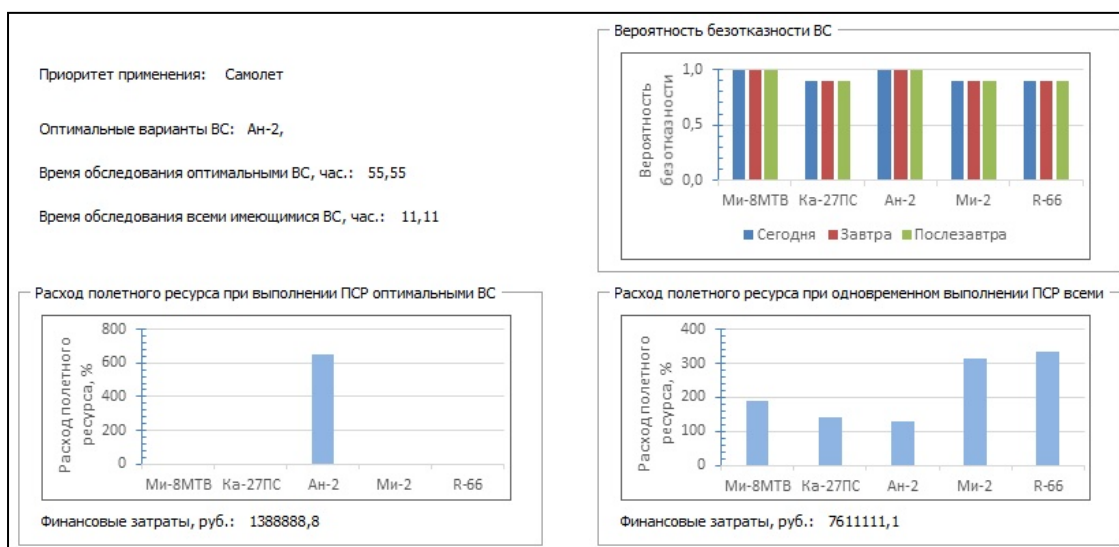 Приоритет применения: Самолет
Оптимальные варианты ВС: Ан-2,
Время обследования оптимальными ВС, час.: 55,55
Время обследования всеми имеющимися ВС, час.: 11,11
Вероятность безотказности ВС
Вероятность
безотказности
1,0
0,5
0,0
Ми-8МТВ Ка-27ПС Ан-2 Ми-2 R-66
Сегодня Завтра Послезавтра
Расход полетного ресурса при выполнении ПСР оптимальными ВС
Расход полетного
ресурса, %
800
600
400
200
0
Ми-8МТВ Ка-27ПС Ан-2 Ми-2 R-66
Финансовые затраты, руб.: 1388888,8
Расход полетного ресурса при одновременном выполнении ПСР всеми
Расход полетного
ресурса, %
400
300
200
100
0
Ми-8МТВ Ка-27ПС Ан-2 Ми-2 R-66
Финансовые затраты, руб.: 7611111,1